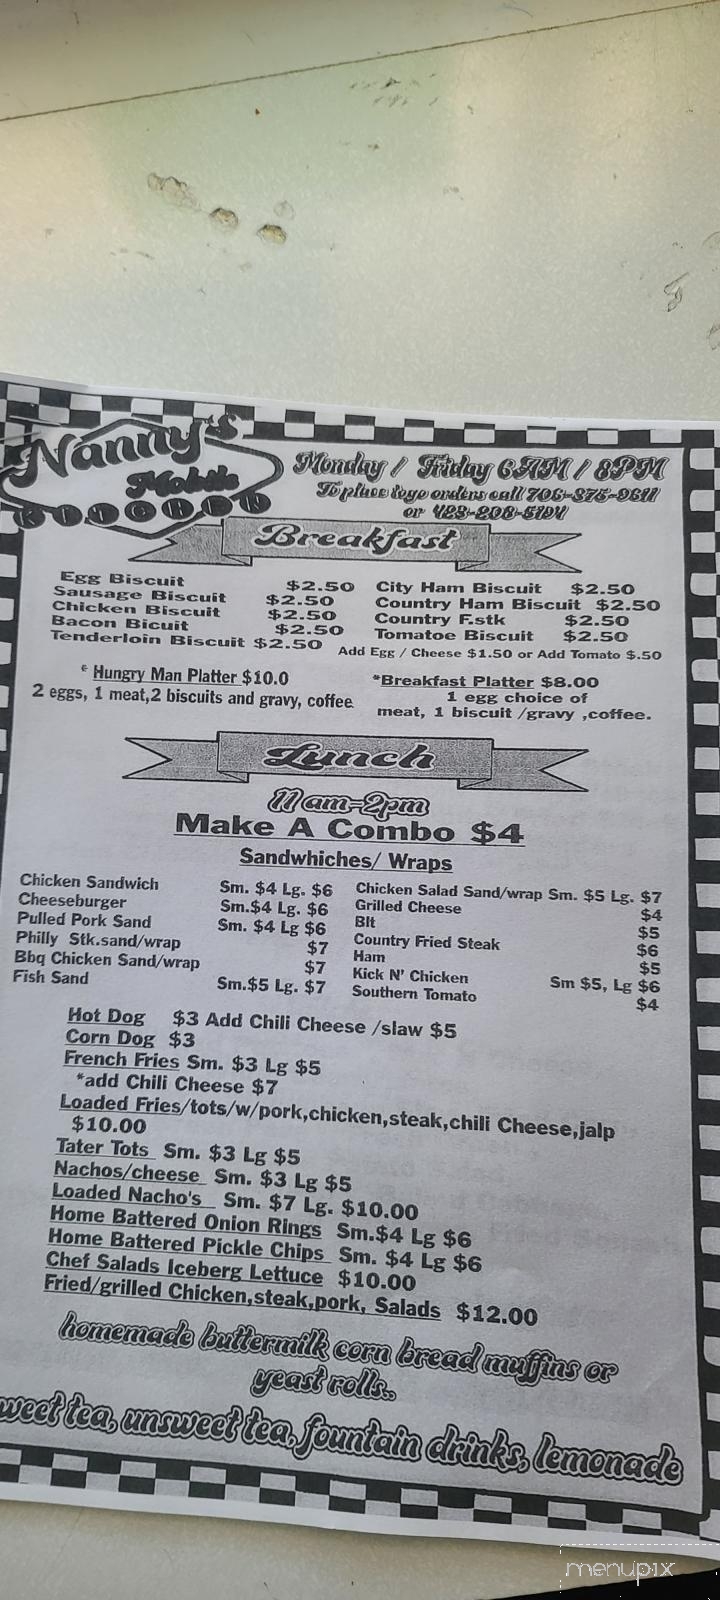 Nanny's
Mobile
KITCHEN
Monday / Friday 6AM / 8PM
To place togo orders call 706-375-9611
or 423-208-5191
Breakfast
Egg Biscuit $2.50
Sausage Biscuit $2.50
Chicken Biscuit $2.50
Bacon Bicuit $2.50
Tenderloin Biscuit $2.50
City Ham Biscuit $2.50
Country Ham Biscuit $2.50
Country F.stk $2.50
Tomatoe Biscuit $2.50
Add Egg / Cheese $1.50 or Add Tomato $.50
* Hungry Man Platter $10.0
2 eggs, 1 meat,2 biscuits and gravy, coffee
*Breakfast Platter $8.00
1 egg choice of
meat, 1 biscuit /gravy ,coffee.
Lunch
11 am-2pm
Make A Combo $4
Sandwhiches/ Wraps
Chicken Sandwich Sm. $4 Lg. $6
Cheeseburger Sm.$4 Lg. $6
Pulled Pork Sand Sm. $4 Lg $6
Philly Stk.sand/wrap $7
Bbq Chicken Sand/wrap $7
Fish Sand Sm.$5 Lg. $7
Chicken Salad Sand/wrap Sm. $5 Lg. $7
Grilled Cheese $4
Blt $5
Country Fried Steak $6
Ham $5
Kick N' Chicken Sm $5, Lg $6
Southern Tomato $4
Hot Dog $3 Add Chili Cheese /slaw $5
Corn Dog $3
French Fries Sm. $3 Lg $5
*add Chili Cheese $7
Loaded Fries/tots/w/pork,chicken,steak,chili Cheese,jalp
$10.00
Tater Tots Sm. $3 Lg $5
Nachos/cheese Sm. $3 Lg $5
Loaded Nacho's Sm. $7 Lg. $10.00
Home Battered Onion Rings Sm.$4 Lg $6
Home Battered Pickle Chips Sm. $4 Lg $6
Chef Salads Iceberg Lettuce $10.00
Fried/grilled Chicken,steak,pork, Salads $12.00
homemade buttermilk corn bread muffins or
yeast rolls..
weet tea, unsweet tea, fountain drinks, lemonade
menupix